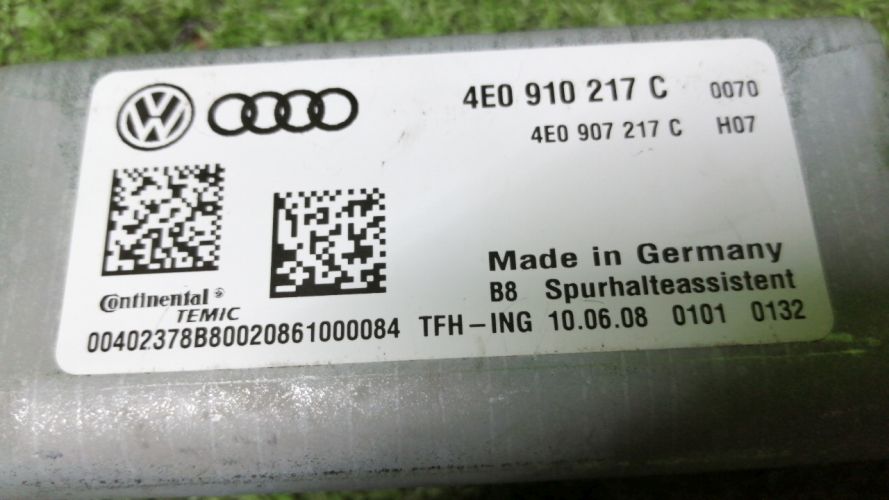 4E0 910 217 C 0070
4E0 907 217 C H07
Made in Germany
B8 Spurhalteassistent
Continental
TEMIC
00402378B80020861000084 TFH-ING 10.06.08 0101 0132